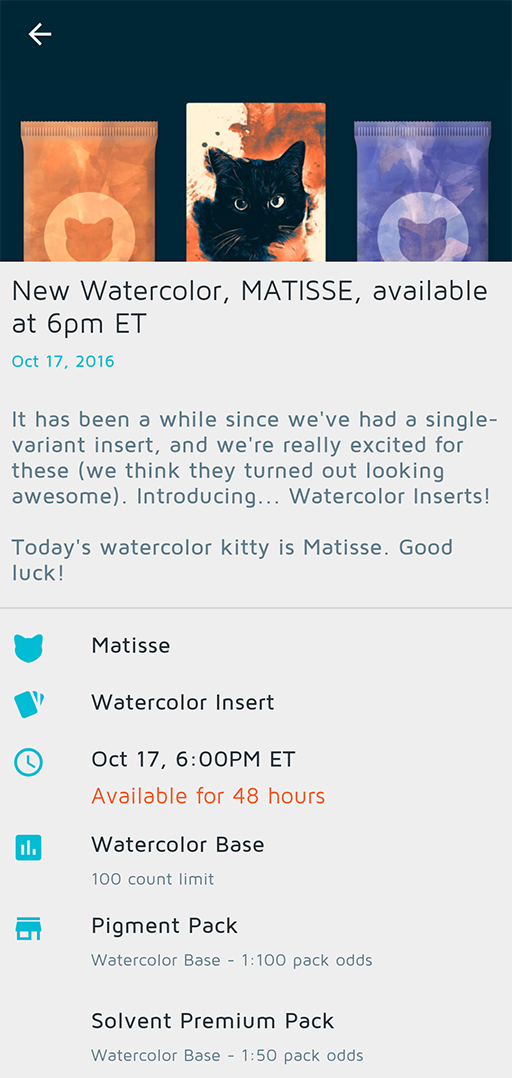 New Watercolor, MATISSE, available
at 6pm ET
Oct 17, 2016
It has been a while since we've had a single-
variant insert, and we're really excited for
these (we think they turned out looking
awesome). Introducing... Watercolor Inserts!
Today's watercolor kitty is Matisse. Good
luck!
Matisse
Watercolor Insert
Oct 17, 6:00PM ET
Available for 48 hours
Watercolor Base
100 count limit
Pigment Pack
Watercolor Base - 1:100 pack odds
Solvent Premium Pack
Watercolor Base - 1:50 pack odds